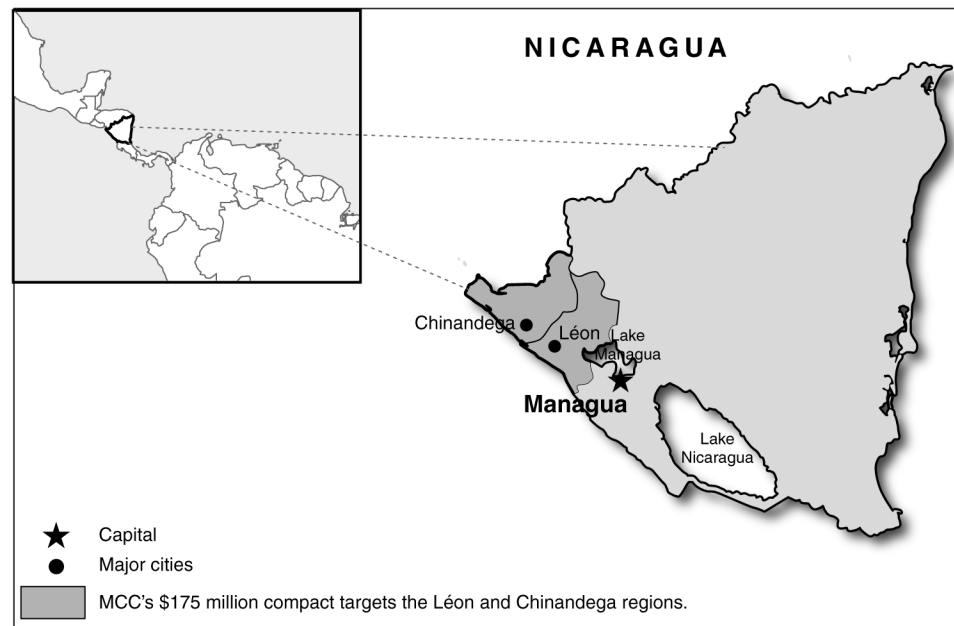 NICARAGUA
Chinandega
Léon
Lake
Managua
Managua
Lake
Nicaragua
Capital
Major cities
MCC's $175 million compact targets the Léon and Chinandega regions.